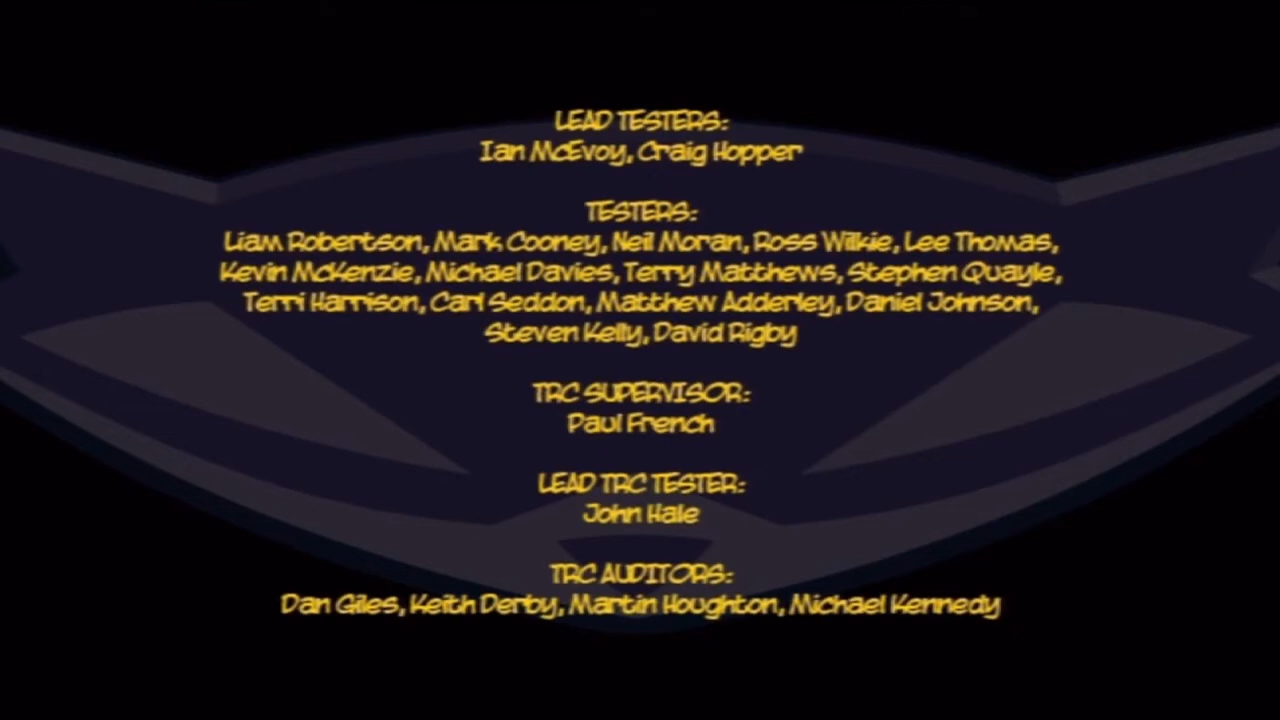 LEAD TESTERS:
Ian McEvoy, Craig Hopper
TESTERS:
Liam Robertson, Mark Cooney, Neil Moran, Ross Wilkie, Lee Thomas,
Kevin McKenzie, Michael Davies, Terry Matthews, Stephen Quayle,
Terri Harrison, Carl Seddon, Matthew Adderley, Daniel Johnson,
Steven Kelly, David Rigby
TRC SUPERVISOR:
Paul French
LEAD TRC TESTER:
John Hale
TRC AUDITORS:
Dan Giles, Keith Derby, Martin Houghton, Michael Kennedy